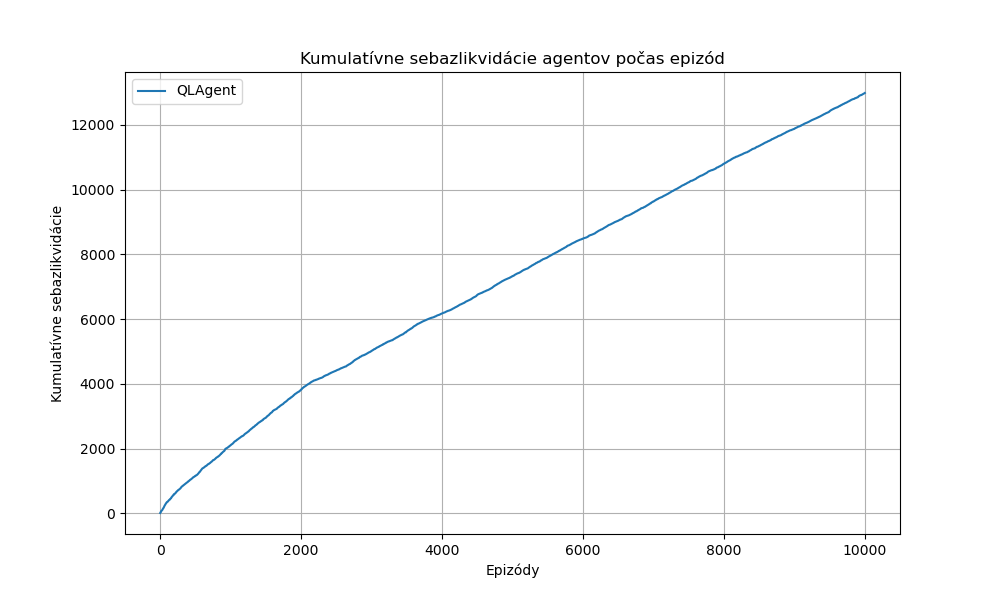 Kumulatívne sebazlikvidácie agentov počas epizód
QLAgent
Kumulatívne sebazlikvidácie
12000
10000
8000
6000
4000
2000
0
0 2000 4000 6000 8000 10000
Epizódy